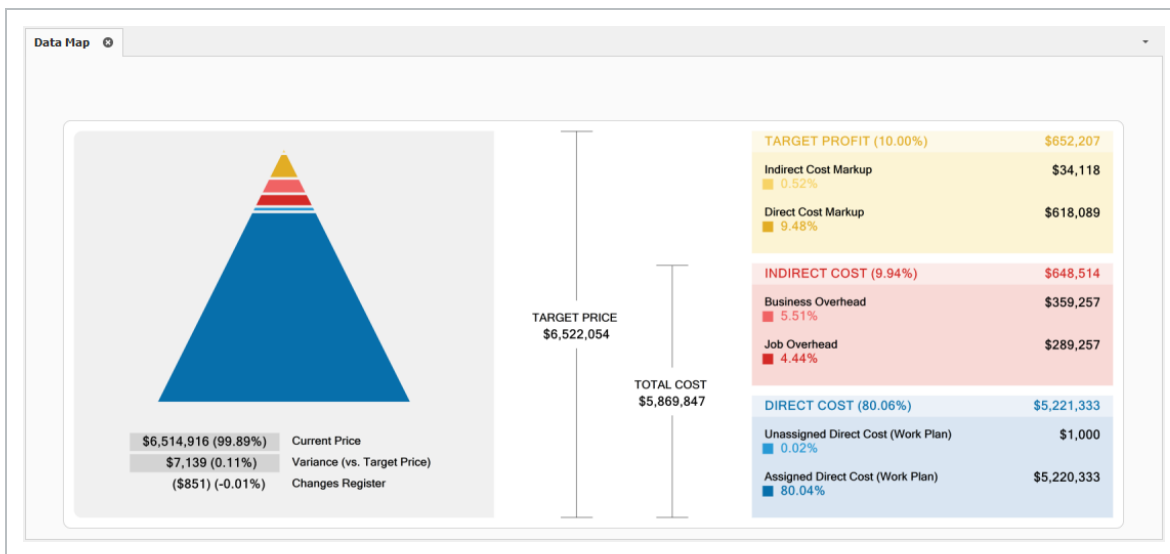 Data Map
$6,514,916 (99.89%) Current Price
$7,139 (0.11%) Variance (vs. Target Price)
($851) (-0.01%) Changes Register
TARGET PRICE
$6,522,054
TOTAL COST
$5,869,847
TARGET PROFIT (10.00%) $652,207
Indirect Cost Markup $34,118
0.52%
Direct Cost Markup $618,089
9.48%
INDIRECT COST (9.94%) $648,514
Business Overhead $359,257
5.51%
Job Overhead $289,257
4.44%
DIRECT COST (80.06%) $5,221,333
Unassigned Direct Cost (Work Plan) $1,000
0.02%
Assigned Direct Cost (Work Plan) $5,220,333
80.04%